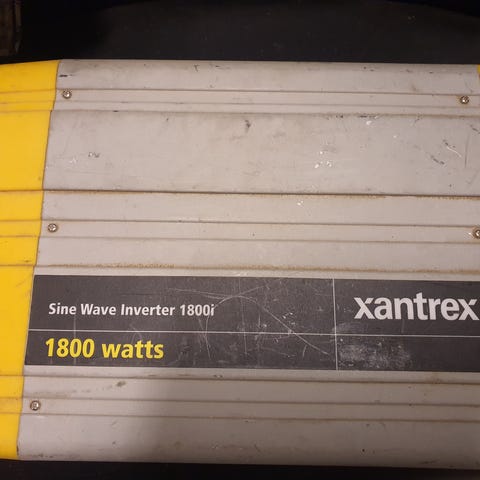 Sine Wave Inverter 1800i
xantrex
1800 watts